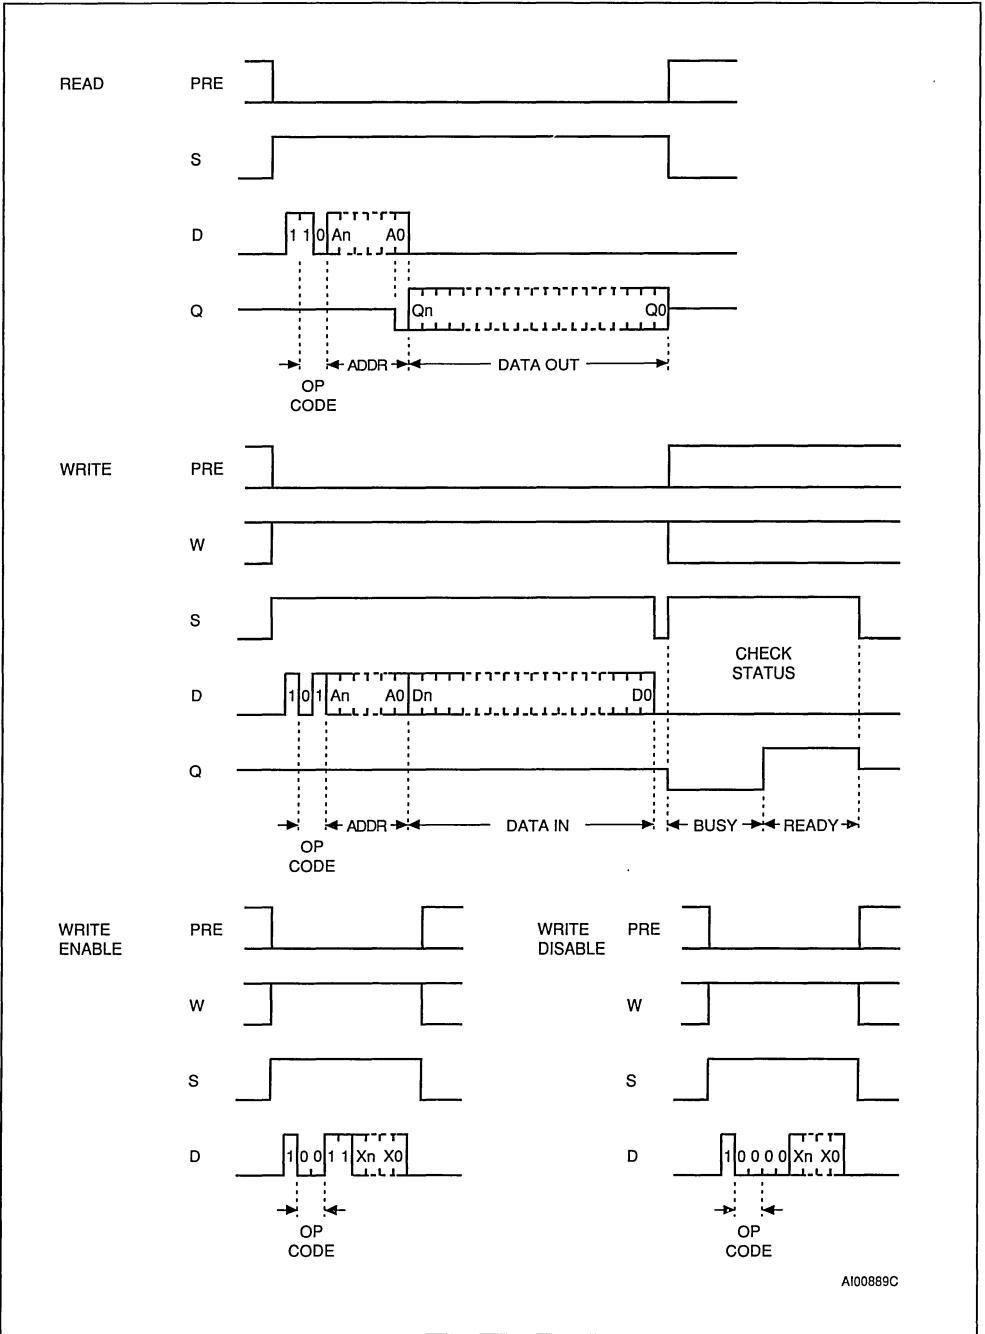 READ PRE
S
D 1 1 0 An A0
Q Qn Q0
ADDR DATA OUT
OP
CODE
WRITE PRE
W
S
CHECK
STATUS
D 1 0 1 An A0 Dn D0
Q
ADDR DATA IN BUSY READY
OP
CODE
WRITE
ENABLE
PRE
W
S
D 1 0 0 1 1 Xn X0
OP
CODE
WRITE
DISABLE
PRE
W
S
D 1 0 0 0 0 Xn X0
OP
CODE
AI00889C